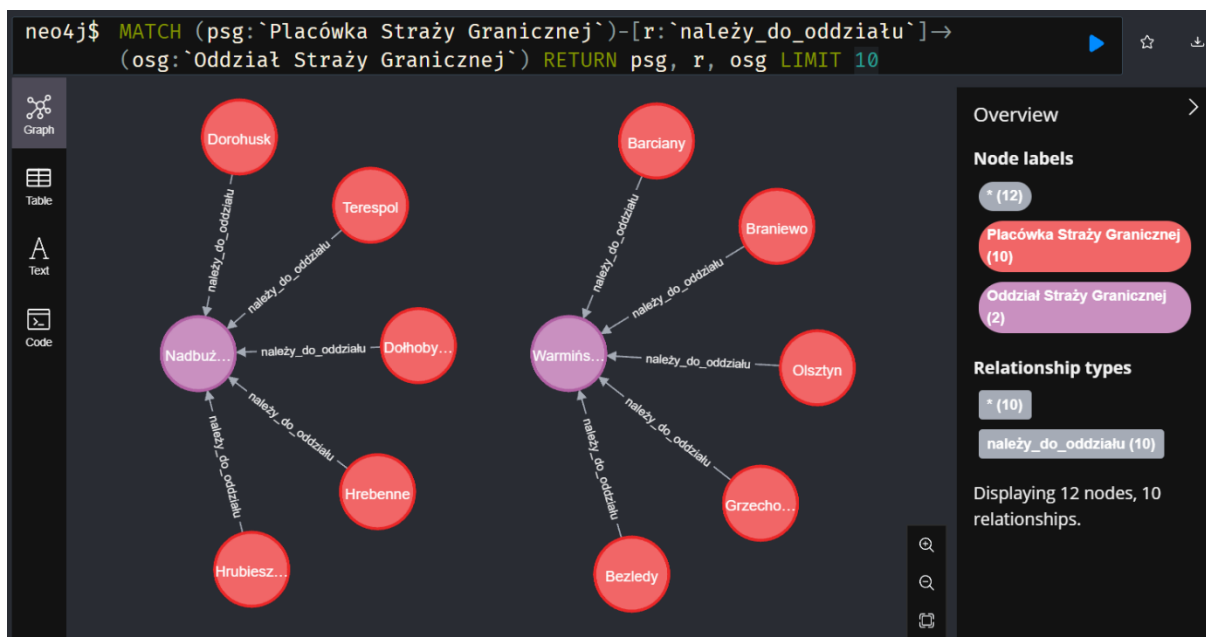 neo4j$ MATCH (psg:`Placówka Straży Granicznej`)-[r:`należy_do_oddziału`]→
(osg:`Oddział Straży Granicznej`) RETURN psg, r, osg LIMIT 10
Graph
Table
Text
Code
Dorohusk
należy_do_oddziału
Terespol
należy_do_oddziału
Nadbuż...
należy_do_oddziału
Dołhoby...
należy_do_oddziału
Hrebenne
należy_do_oddziału
Hrubiesz...
Barciany
należy_do_oddziału
Braniewo
należy_do_oddziału
Warmińs...
należy_do_oddziału
Olsztyn
należy_do_oddziału
Grzecho...
należy_do_oddziału
Bezledy
Overview
Node labels
* (12)
Placówka Straży Granicznej
(10)
Oddział Straży Granicznej
(2)
Relationship types
* (10)
należy_do_oddziału (10)
Displaying 12 nodes, 10
relationships.